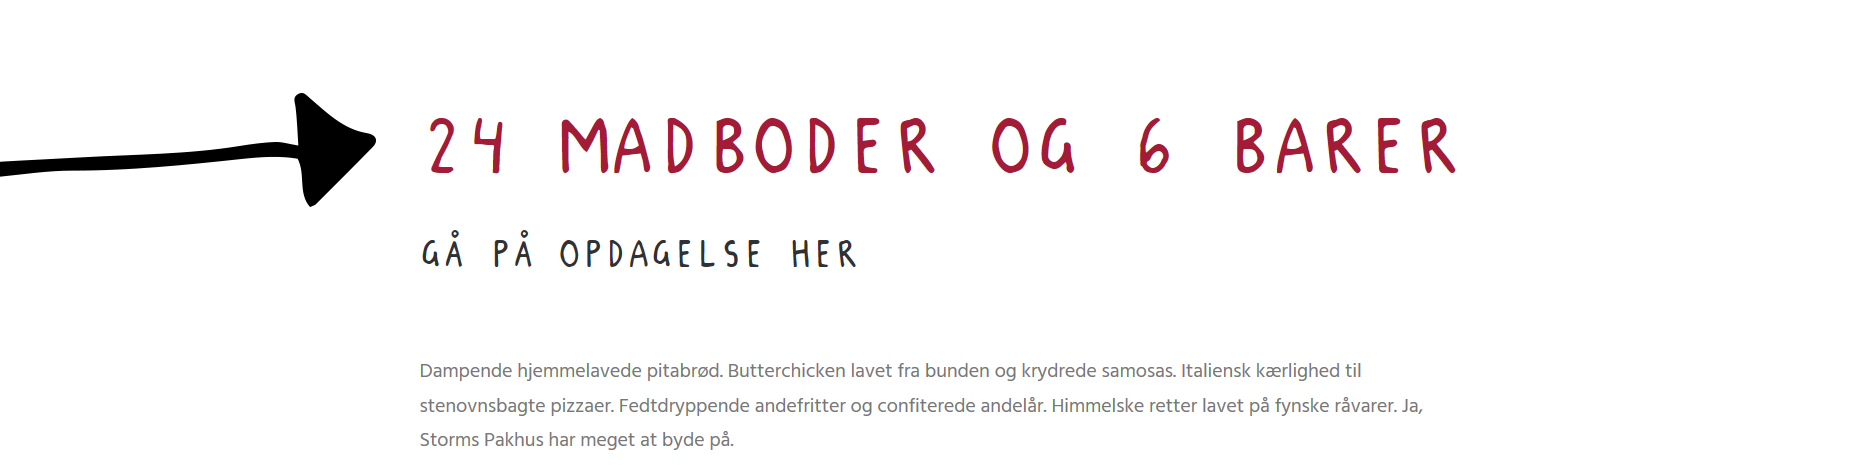 24 MADBODER OG 6 BARER
GÅ PÅ OPDAGELSE HER
Dampende hjemmelavede pitabrød. Butterchicken lavet fra bunden og krydrede samosas. Italiensk kærlighed til
stenovnsbagte pizzaer. Fedtdryppende andefritter og confiterede andelår. Himmelske retter lavet på fynske råvarer. Ja,
Storms Pakhus har meget at byde på.